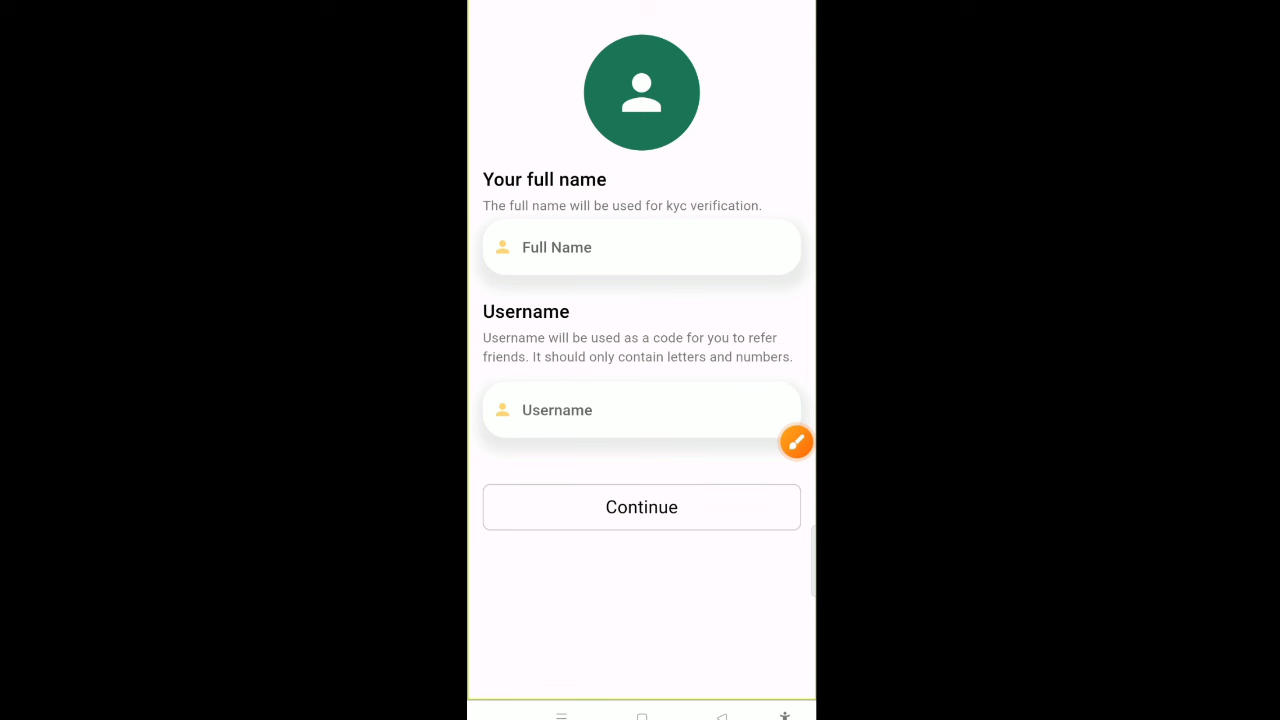 Your full name
The full name will be used for kyc verification.
Full Name
Username
Username will be used as a code for you to refer
friends. It should only contain letters and numbers.
Username
Continue